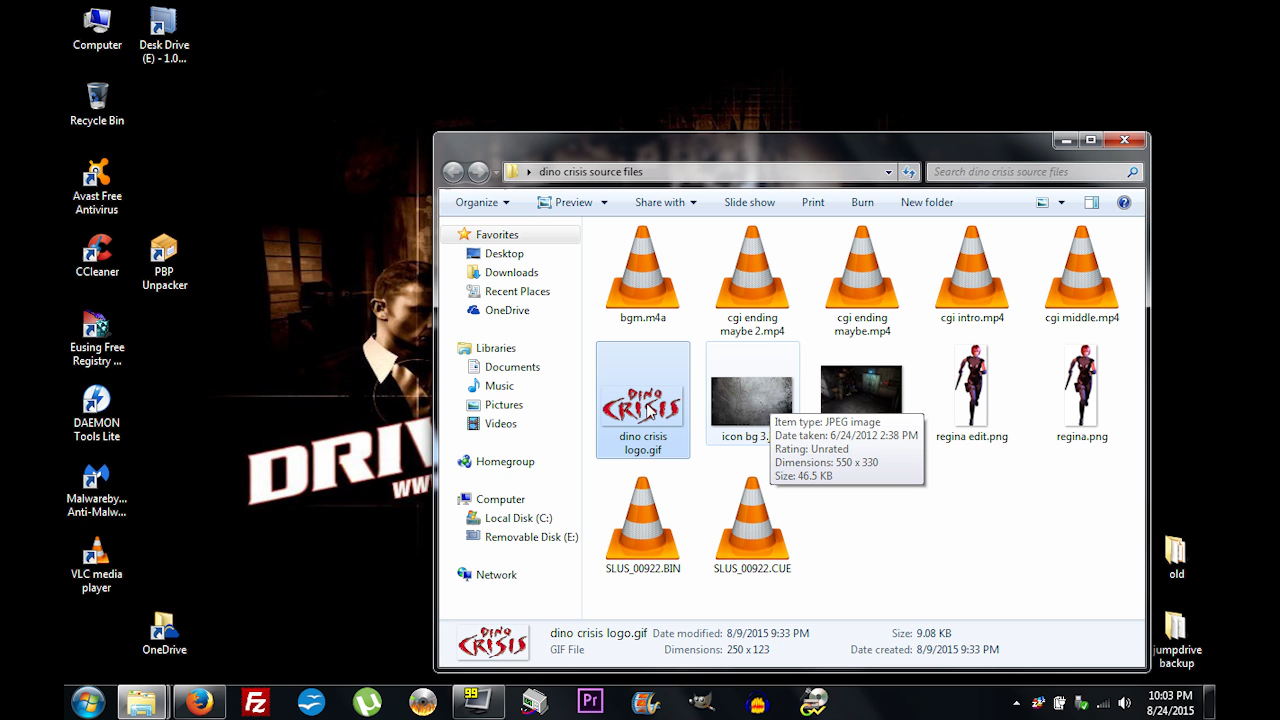 Computer
Desk Drive
(E) - 1.0...
Recycle Bin
Avast Free
Antivirus
CCleaner
PBP
Unpacker
Eusing Free
Registry ...
DAEMON
Tools Lite
Malwareby...
Anti-Malw...
VLC media
player
OneDrive
DRIV
WW
dino crisis source files
Search dino crisis source files
Organize
Preview
Share with
Slide show
Print
Burn
New folder
Favorites
Desktop
Downloads
Recent Places
OneDrive
Libraries
Documents
Music
Pictures
Videos
Homegroup
Computer
Local Disk (C:)
Removable Disk (E:)
Network
bgm.m4a
cgi ending
maybe 2.mp4
cgi ending
maybe.mp4
cgi intro.mp4
cgi middle.mp4
DINO
CRISIS
dino crisis
logo.gif
icon bg 3.
Item type: JPEG image
Date taken: 6/24/2012 2:38 PM
Rating: Unrated
Dimensions: 550 x 330
Size: 46.5 KB
regina edit.png
regina.png
SLUS_00922.BIN
SLUS_00922.CUE
DINO
CRISIS
dino crisis logo.gif
GIF File
Date modified: 8/9/2015 9:33 PM
Dimensions: 250 x 123
Size: 9.08 KB
Date created: 8/9/2015 9:33 PM
old
jumpdrive
backup
Fz
99
Pr
10:03 PM
8/24/2015